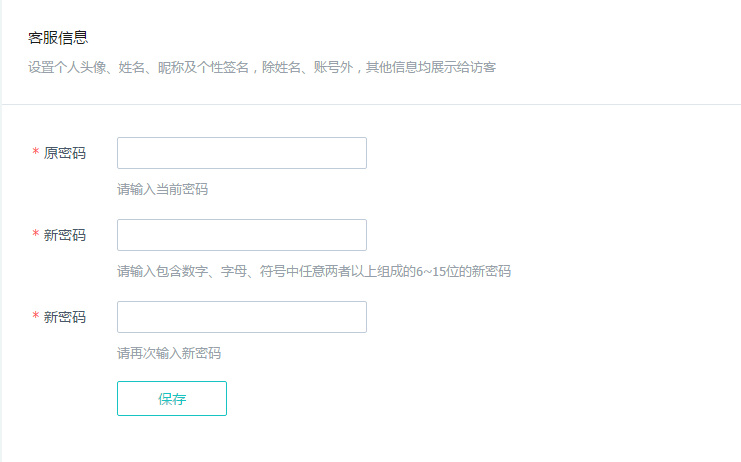 客服信息
设置个人头像、姓名、昵称及个性签名，除姓名、账号外，其他信息均展示给访客
* 原密码
请输入当前密码
* 新密码
请输入包含数字、字母、符号中任意两者以上组成的6~15位的新密码
* 新密码
请再次输入新密码
保存